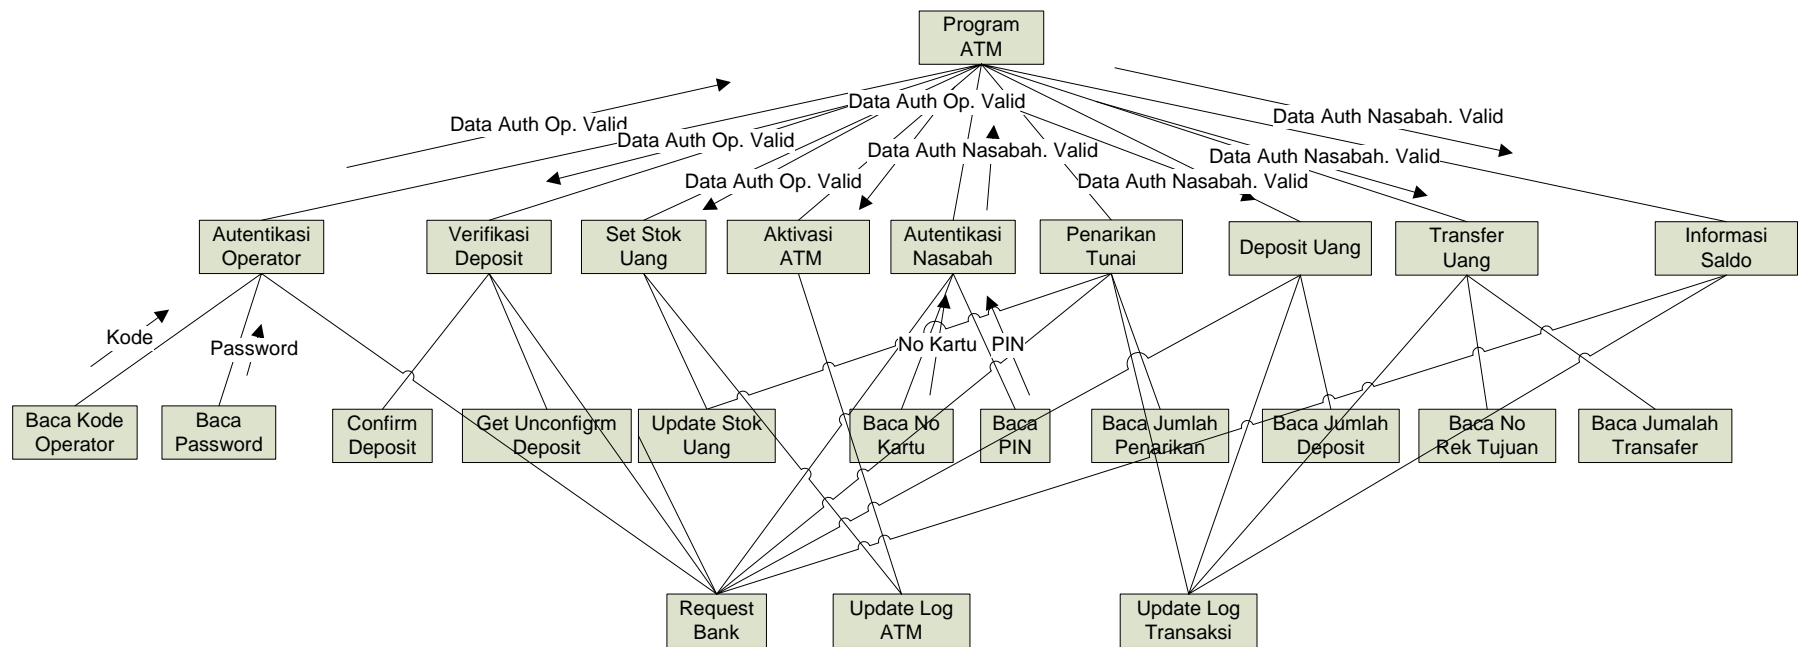 Program
ATM
Data Auth Op. Valid
Data Auth Op. Valid
Data Auth Op. Valid
Data Auth Op. Valid
Data Auth Nasabah. Valid
Data Auth Nasabah. Valid
Data Auth Nasabah. Valid
Data Auth Nasabah. Valid
Autentikasi
Operator
Verifikasi
Deposit
Set Stok
Uang
Aktivasi
ATM
Autentikasi
Nasabah
Penarikan
Tunai
Deposit Uang
Transfer
Uang
Informasi
Saldo
Kode
Password
No Kartu
PIN
Baca Kode
Operator
Baca
Password
Confirm
Deposit
Get Unconfigrm
Deposit
Update Stok
Uang
Baca No
Kartu
Baca
PIN
Baca Jumlah
Penarikan
Baca Jumlah
Deposit
Baca No
Rek Tujuan
Baca Jumalah
Transafer
Request
Bank
Update Log
ATM
Update Log
Transaksi